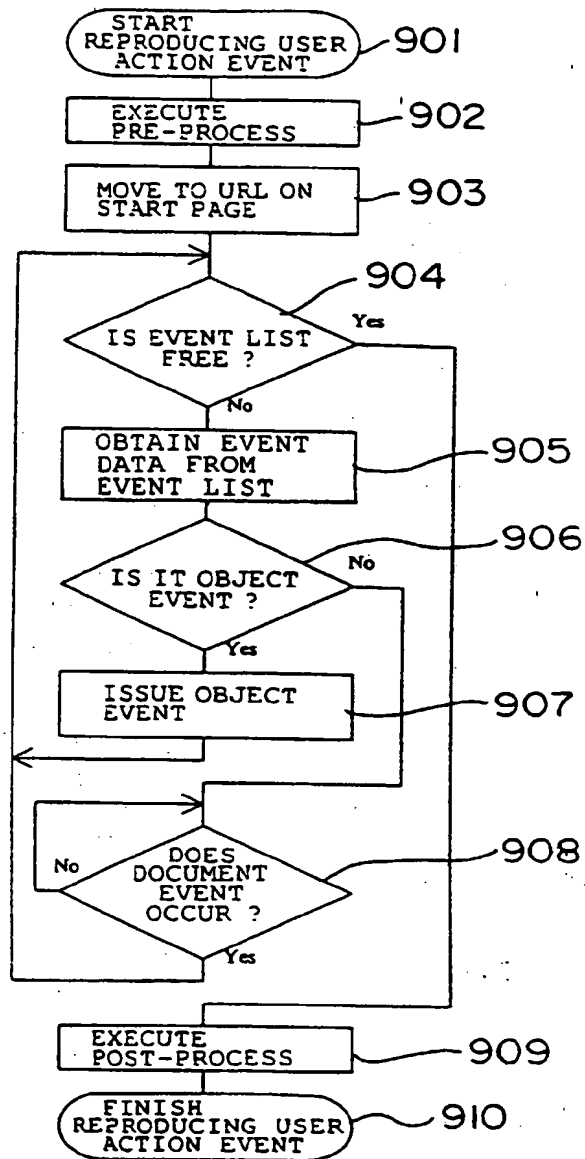 START
REPRODUCING USER
ACTION EVENT
901
EXECUTE
PRE-PROCESS
902
MOVE TO URL ON
START PAGE
903
904
IS EVENT LIST
FREE ?
Yes
No
OBTAIN EVENT
DATA FROM
EVENT LIST
905
906
IS IT OBJECT
EVENT ?
No
Yes
ISSUE OBJECT
EVENT
907
DOES
DOCUMENT
EVENT
OCCUR ?
908
No
Yes
EXECUTE
POST-PROCESS
909
FINISH
REPRODUCING USER
ACTION EVENT
910